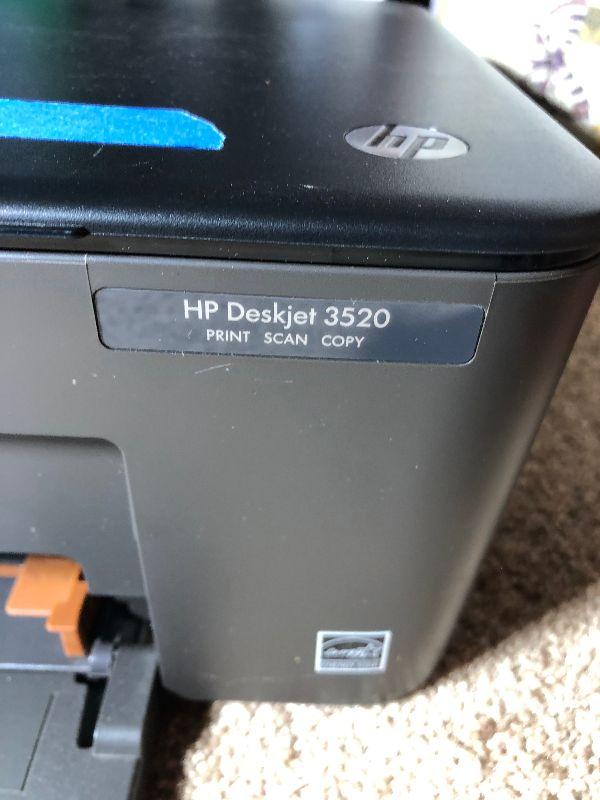 hp
HP Deskjet 3520
PRINT SCAN COPY